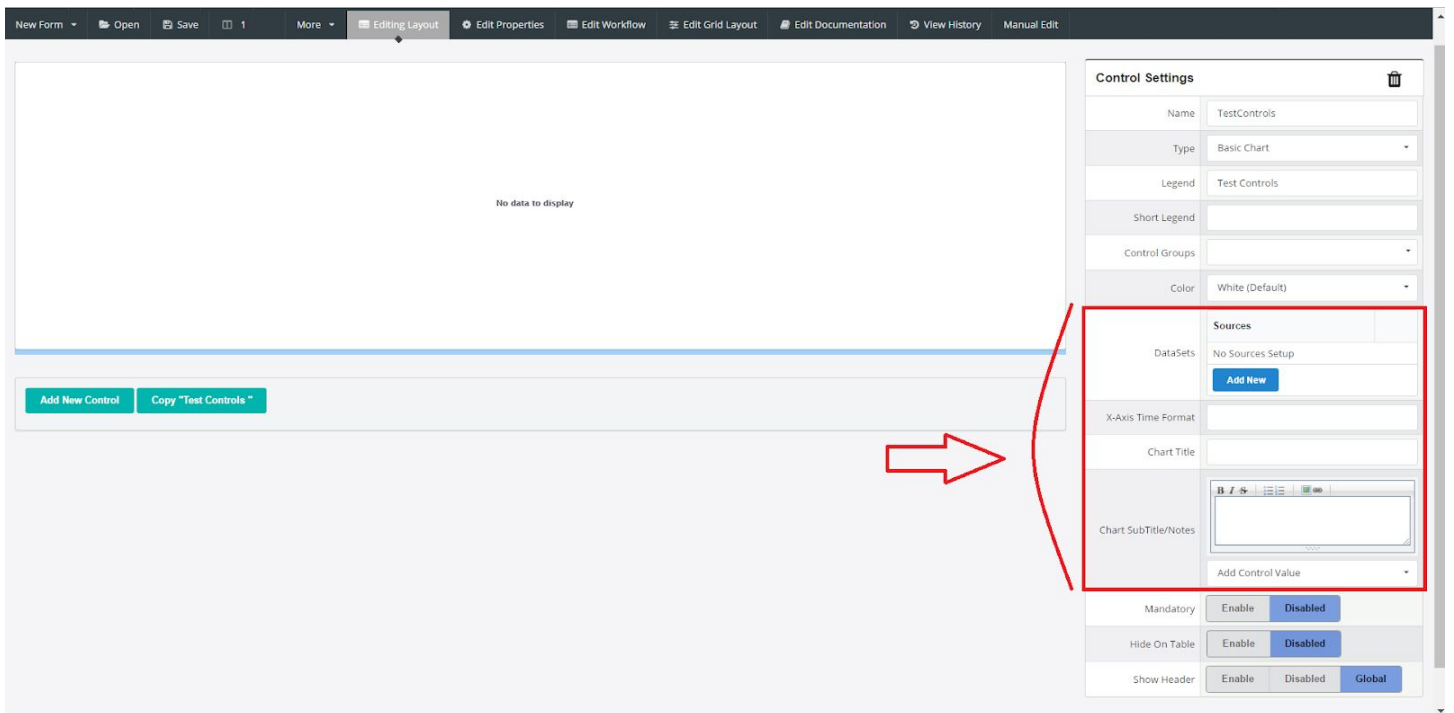 New Form Open Save 1 More Editing Layout Edit Properties Edit Workflow Edit Grid Layout Edit Documentation View History Manual Edit
No data to display
Add New Control Copy "Test Controls "
Control Settings
Name TestControls
Type Basic Chart
Legend Test Controls
Short Legend
Control Groups
Color White (Default)
Sources
DataSets No Sources Setup
Add New
X-Axis Time Format
Chart Title
B I S
Chart SubTitle/Notes
Add Control Value
Mandatory Enable Disabled
Hide On Table Enable Disabled
Show Header Enable Disabled Global